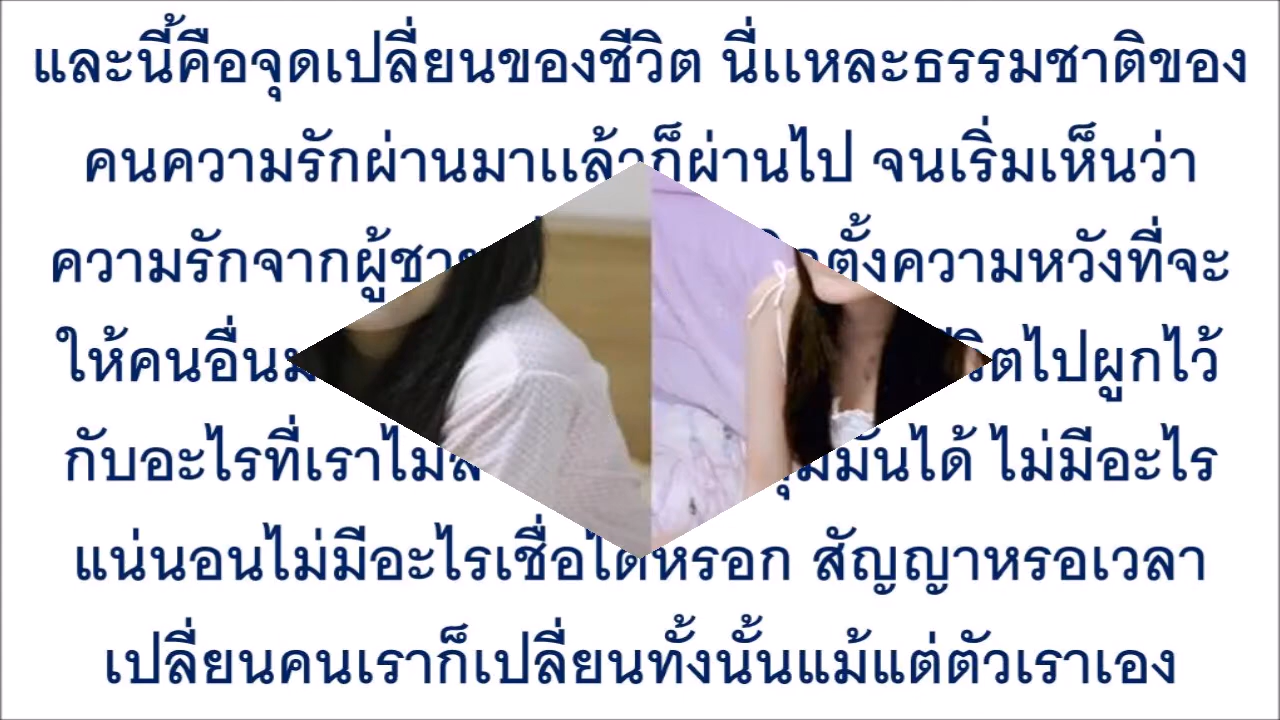 และนี้คือจุดเปลี่ยนของชีวิต นี่เเหละธรรมชาติของ
คนความรักผ่านมาเเล้วก็ผ่านไป จนเริ่มเห็นว่า
ความรักจากผู้ชาย ตั้งความหวังที่จะ
ให้คนอื่น ไปผูกไว้
กับอะไรที่เราไม่ มันได้ ไม่มีอะไร
แน่นอนไม่มีอะไรเชื่อได้หรอก สัญญาหรอเวลา
เปลี่ยนคนเราก็เปลี่ยนทั้งนั้นแม้แต่ตัวเราเอง